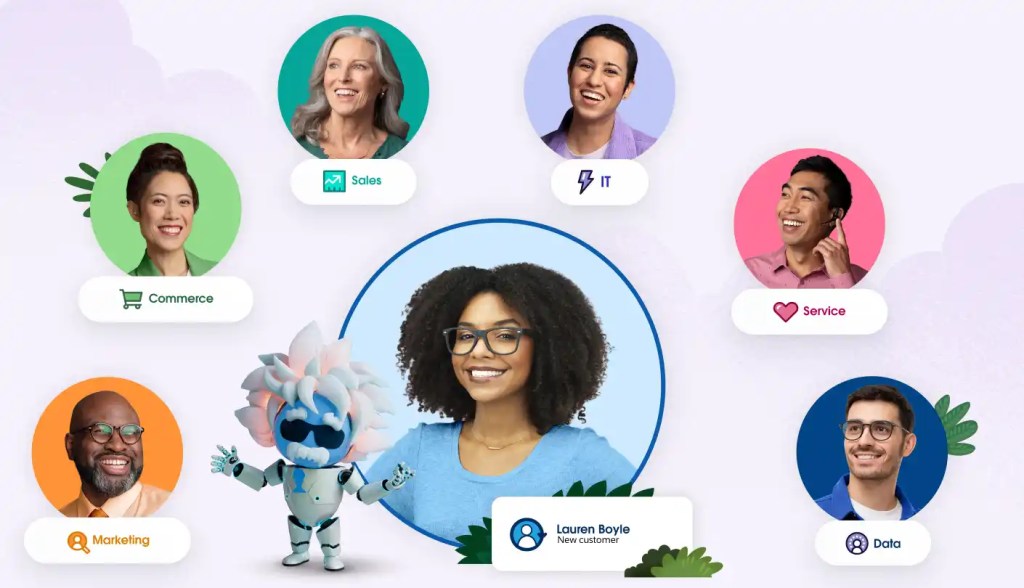 Sales
IT
Commerce
Service
Marketing
Lauren Boyle
New customer
Data